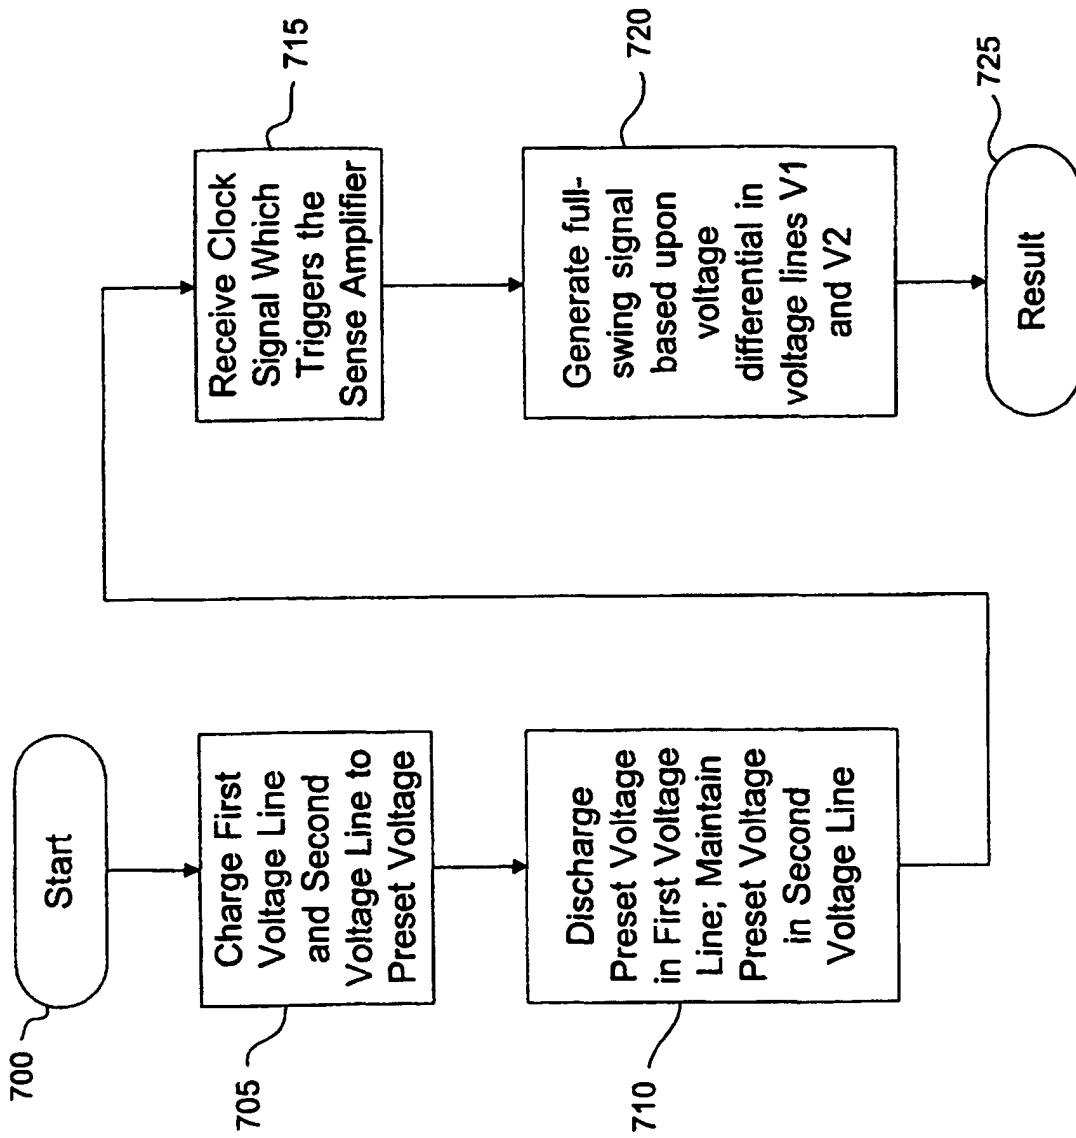 700
Start
705
Charge First
Voltage Line
and Second
Voltage Line to
Preset Voltage
710
Discharge
Preset Voltage
in First Voltage
Line; Maintain
Preset Voltage
in Second
Voltage Line
715
Receive Clock
Signal Which
Triggers the
Sense Amplifier
720
Generate full-
swing signal
based upon
voltage
differential in
voltage lines V1
and V2
725
Result